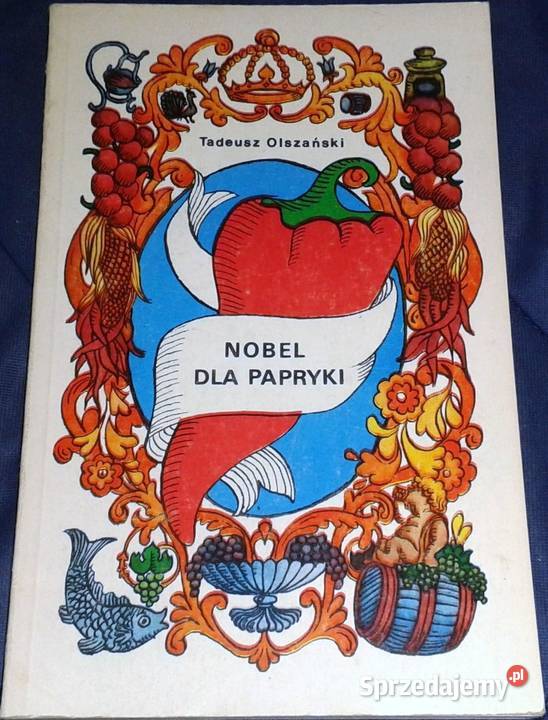 Tadeusz Olszański
NOBEL
DLA PAPRYKI
Sprzedajemy.pl